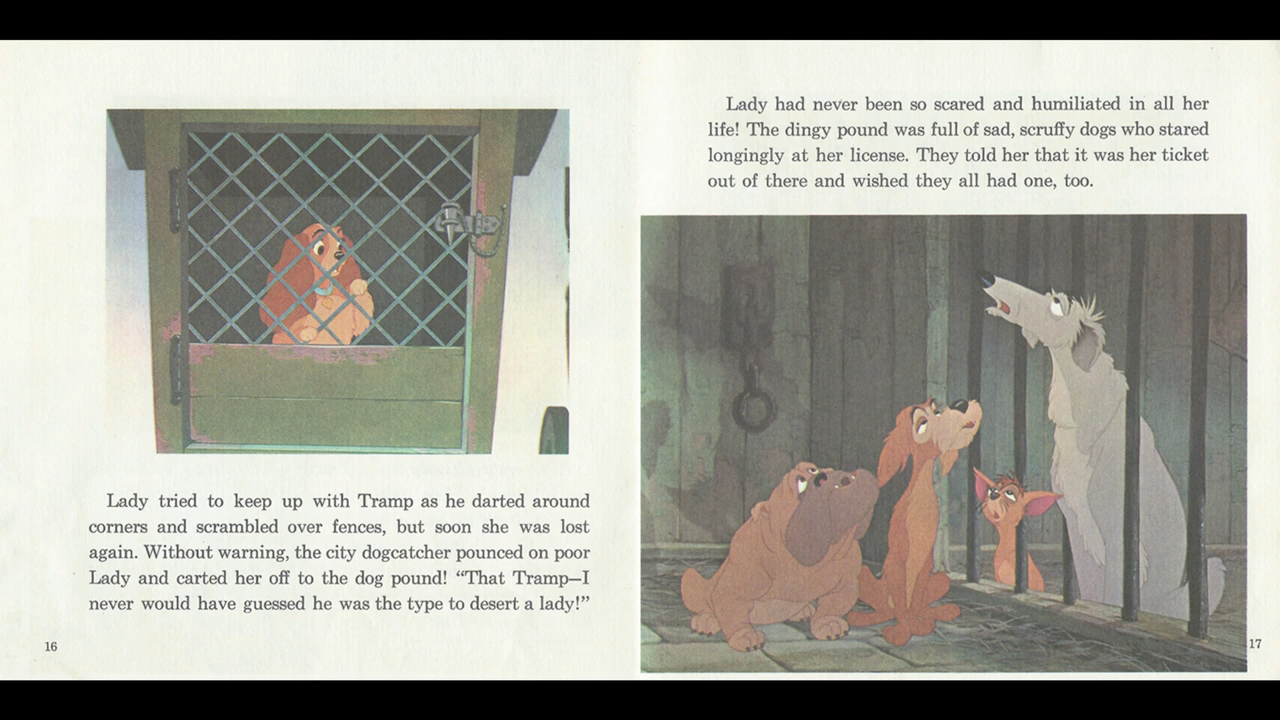 Lady tried to keep up with Tramp as he darted around
corners and scrambled over fences, but soon she was lost
again. Without warning, the city dogcatcher pounced on poor
Lady and carted her off to the dog pound! “That Tramp—I
never would have guessed he was the type to desert a lady!”
16
Lady had never been so scared and humiliated in all her
life! The dingy pound was full of sad, scruffy dogs who stared
longingly at her license. They told her that it was her ticket
out of there and wished they all had one, too.
17